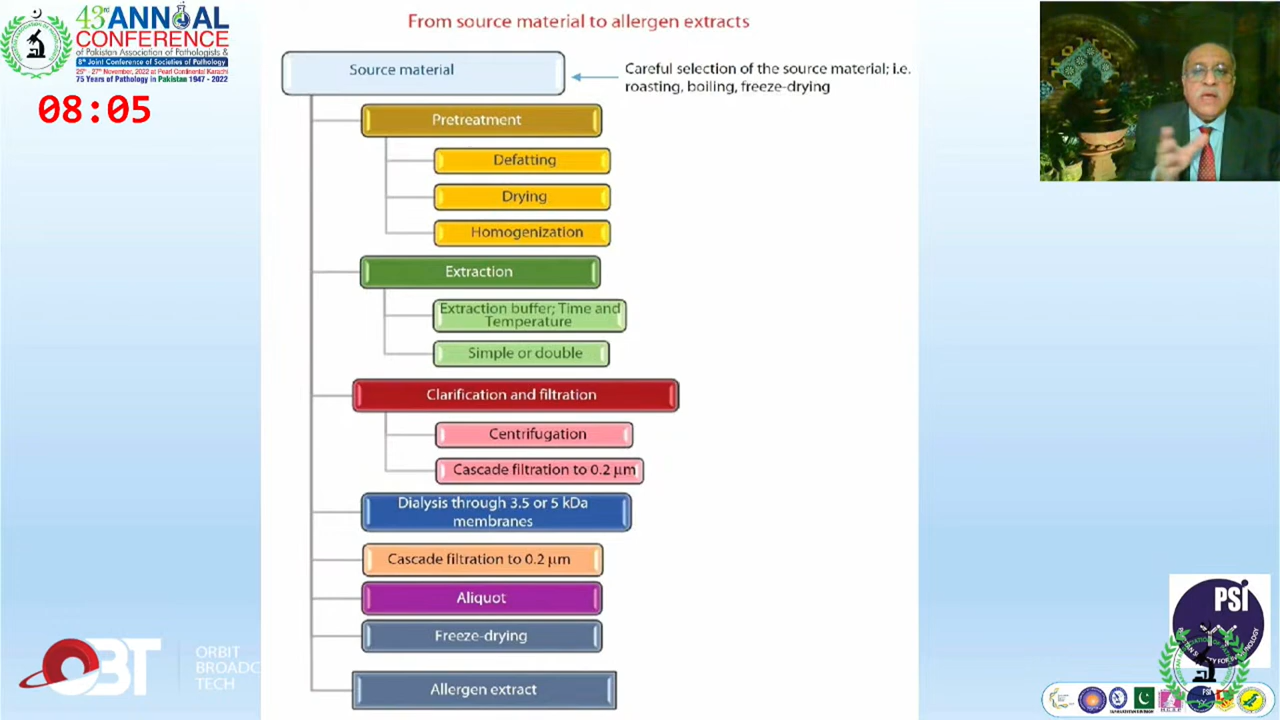 43rd ANNUAL
CONFERENCE
of Pakistan Association of Pathologists &
8th Joint Conference of Societies of Pathology
25th - 27th November, 2022 at Pearl Continental Karachi
75 Years of Pathology in Pakistan 1947 - 2022
08:05
From source material to allergen extracts
Source material
Careful selection of the source material; i.e.
roasting, boiling, freeze-drying
Pretreatment
Defatting
Drying
Homogenization
Extraction
Extraction buffer; Time and
Temperature
Simple or double
Clarification and filtration
Centrifugation
Cascade filtration to 0.2 μm
Dialysis through 3.5 or 5 kDa
membranes
Cascade filtration to 0.2 μm
Aliquot
Freeze-drying
Allergen extract
OBT
ORBIT
BROADC
TECH
PSI